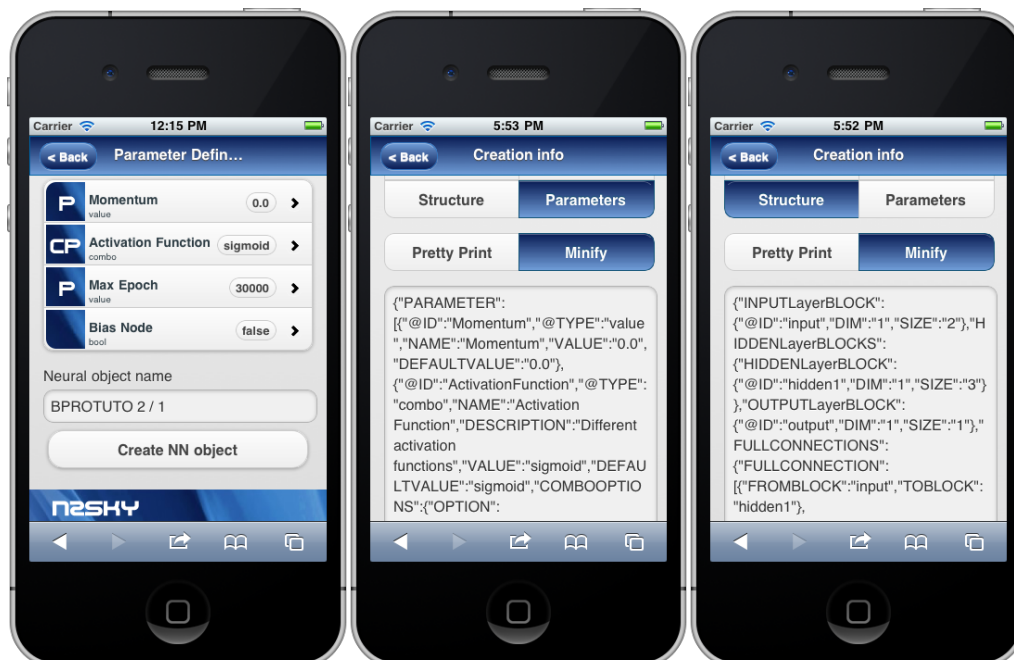 Carrier 12:15 PM
< Back Parameter Defin...
P Momentum 0.0
value
CP Activation Function sigmoid
combo
P Max Epoch 30000
value
Bias Node false
bool
Neural object name
BPROTUTO 2 / 1
Create NN object
N2SKY
Carrier 5:53 PM
< Back Creation info
Structure Parameters
Pretty Print Minify
{"PARAMETER":
[{"@ID":"Momentum","@TYPE":"value
","NAME":"Momentum","VALUE":"0.0",
"DEFAULTVALUE":"0.0"},
{"@ID":"ActivationFunction","@TYPE":
"combo","NAME":"Activation
Function","DESCRIPTION":"Different
activation
functions","VALUE":"sigmoid","DEFAU
LTVALUE":"sigmoid","COMBOOPTIO
NS":{"OPTION":
Carrier 5:52 PM
< Back Creation info
Structure Parameters
Pretty Print Minify
{"INPUTLayerBLOCK":
{"@ID":"input","DIM":"1","SIZE":"2"},"H
IDDENLayerBLOCKS":
{"HIDDENLayerBLOCK":
{"@ID":"hidden1","DIM":"1","SIZE":"3"}
},"OUTPUTLayerBLOCK":
{"@ID":"output","DIM":"1","SIZE":"1"},"
FULLCONNECTIONS":
{"FULLCONNECTION":
[{"FROMBLOCK":"input","TOBLOCK":
"hidden1"},